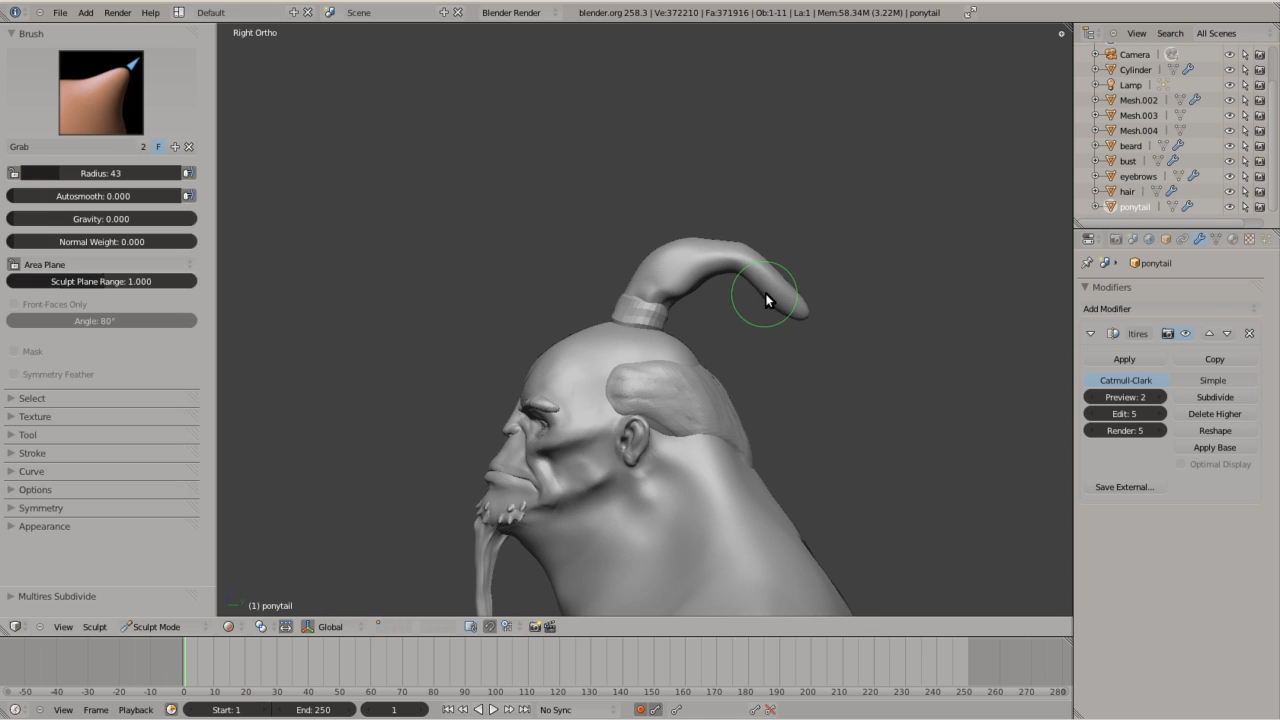 File Add Render Help Default Scene Blender Render blender.org 258.3 | Ve:372210 | Fa:371916 | Ob:1-11 | La:1 | Mem:58.34M (3.22M) | ponytail
Brush
Grab 2 F
Radius: 43
Autosmooth: 0.000
Gravity: 0.000
Normal Weight: 0.000
Area Plane
Sculpt Plane Range: 1.000
Front-Faces Only
Angle: 80°
Mask
Symmetry Feather
Select
Texture
Tool
Stroke
Curve
Options
Symmetry
Appearance
Multires Subdivide
Right Ortho
(1) ponytail
View Sculpt Sculpt Mode Global
View Search All Scenes
Camera
Cylinder
Lamp
Mesh.002
Mesh.003
Mesh.004
beard
bust
eyebrows
hair
ponytail
ponytail
Modifiers
Add Modifier
ltires
Apply Copy
Catmull-Clark Simple
Preview: 2 Subdivide
Edit: 5 Delete Higher
Render: 5 Reshape
Apply Base
Optimal Display
Save External...
-50 -40 -30 -20 -10 0 10 20 30 40 50 60 70 80 90 100 110 120 130 140 150 160 170 180 190 200 210 220 230 240 250 260 270 280
View Frame Playback Start: 1 End: 250 1 No Sync